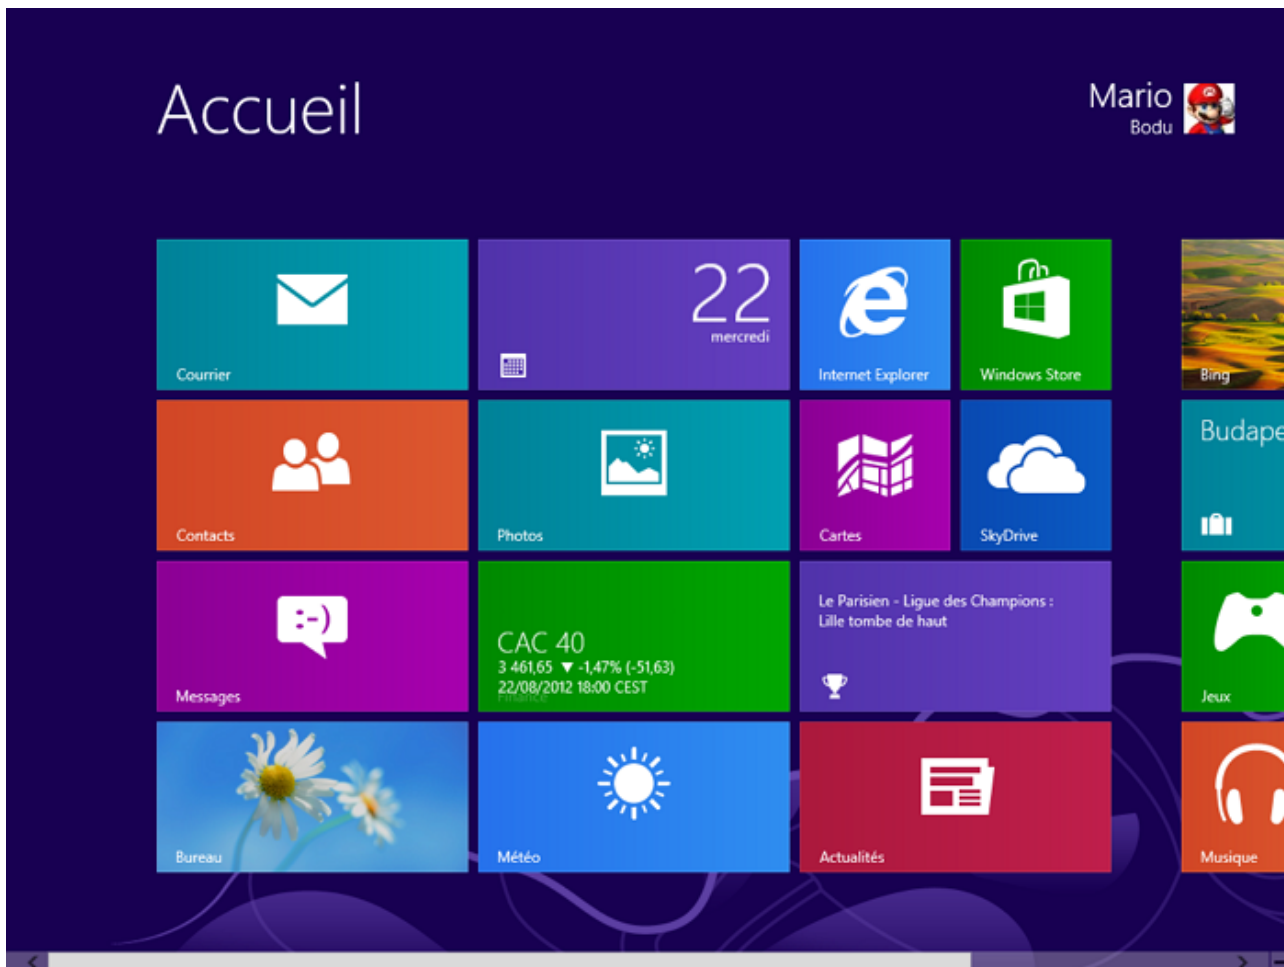 Accueil
Mario
Bodu
Courrier
22
mercredi
Internet Explorer
Windows Store
Bing
Contacts
Photos
Cartes
SkyDrive
Budape
Messages
CAC 40
3 461,65 ▼ -1,47% (-51,63)
22/08/2012 18:00 CEST
Finance
Le Parisien - Ligue des Champions :
Lille tombe de haut
Jeux
Bureau
Météo
Actualités
Musique